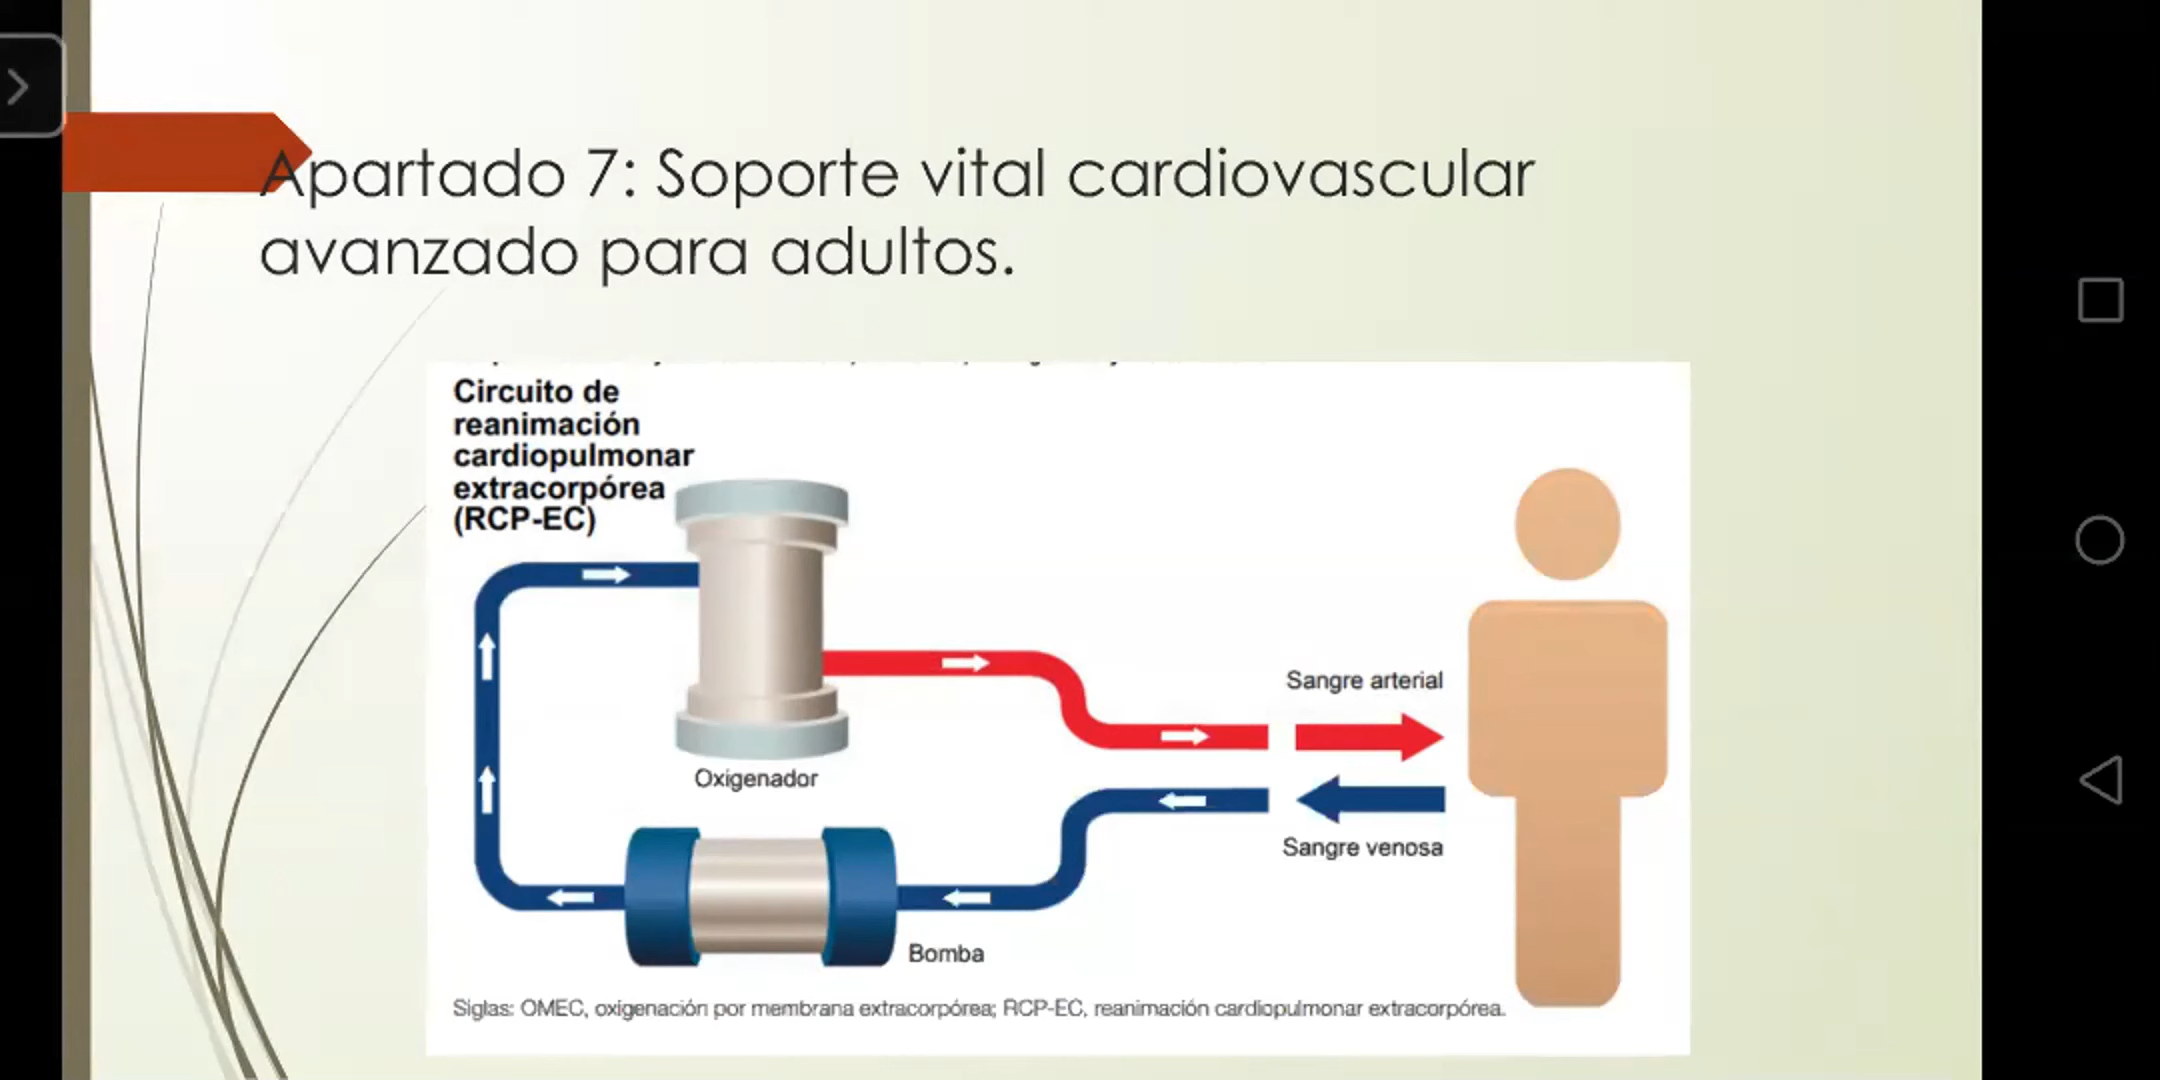 Apartado 7: Soporte vital cardiovascular
avanzado para adultos.
Circuito de
reanimación
cardiopulmonar
extracorpórea
(RCP-EC)
Sangre arterial
Oxigenador
Sangre venosa
Bomba
Siglas: OMEC, oxigenación por membrana extracorpórea; RCP-EC, reanimación cardiopulmonar extracorpórea.